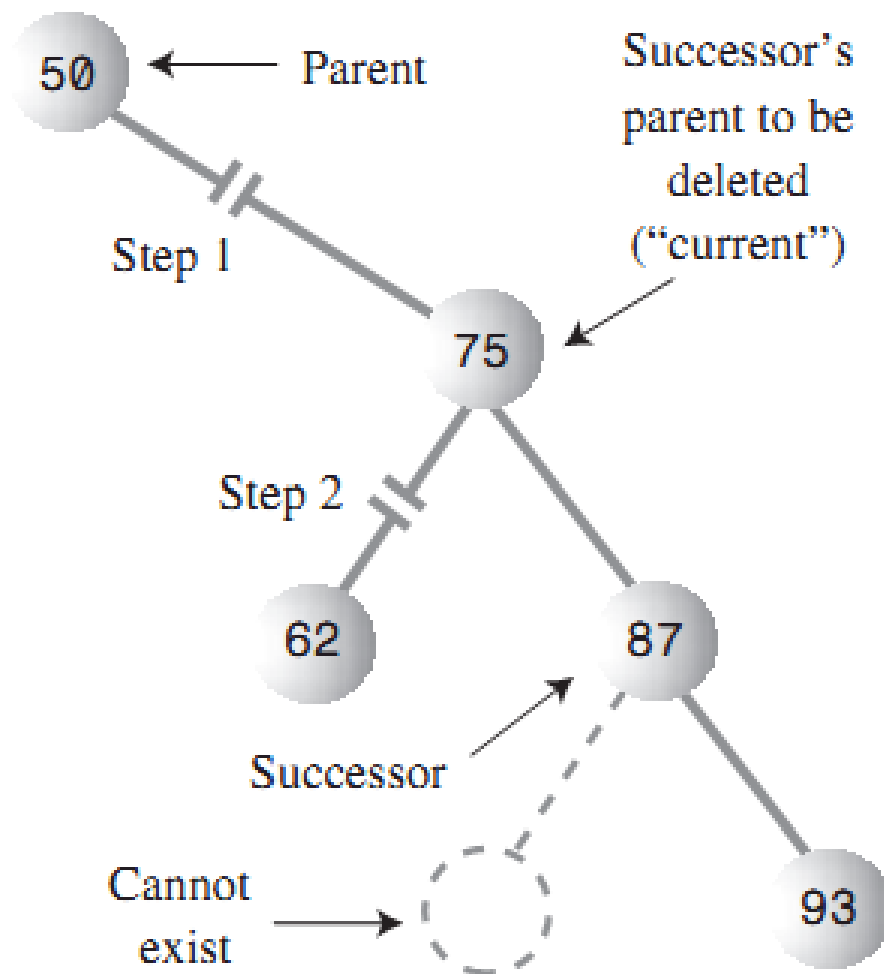 50
Parent
Successor’s
parent to be
deleted
(“current”)
Step 1
75
Step 2
62
87
Successor
Cannot
exist
93